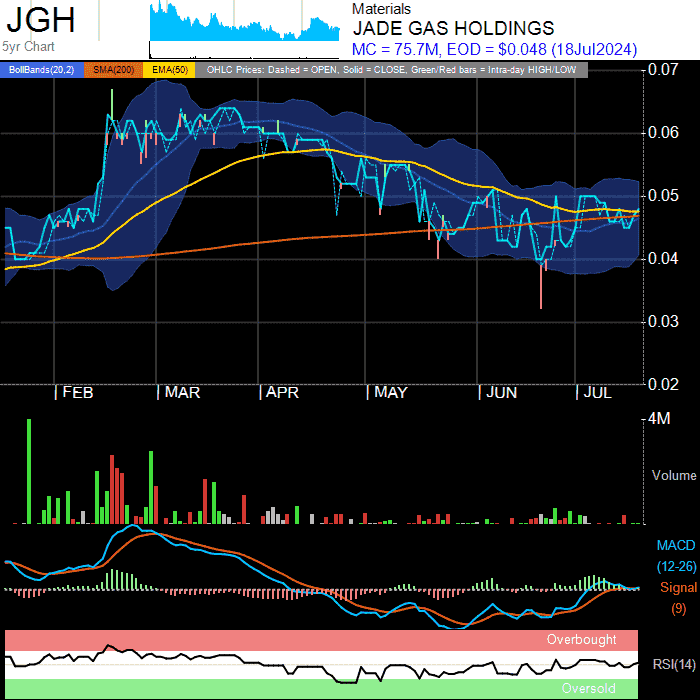 JGH
5yr Chart
Materials
JADE GAS HOLDINGS
MC = 75.7M, EOD = $0.048 (18Jul2024)
BollBands(20,2) SMA(200) EMA(50) OHLC Prices: Dashed = OPEN, Solid = CLOSE, Green/Red bars = Intra-day HIGH/LOW
0.07
0.06
0.05
0.04
0.03
0.02
FEB MAR APR MAY JUN JUL
4M
Volume
MACD
(12-26)
Signal
(9)
Overbought
RSI(14)
Oversold